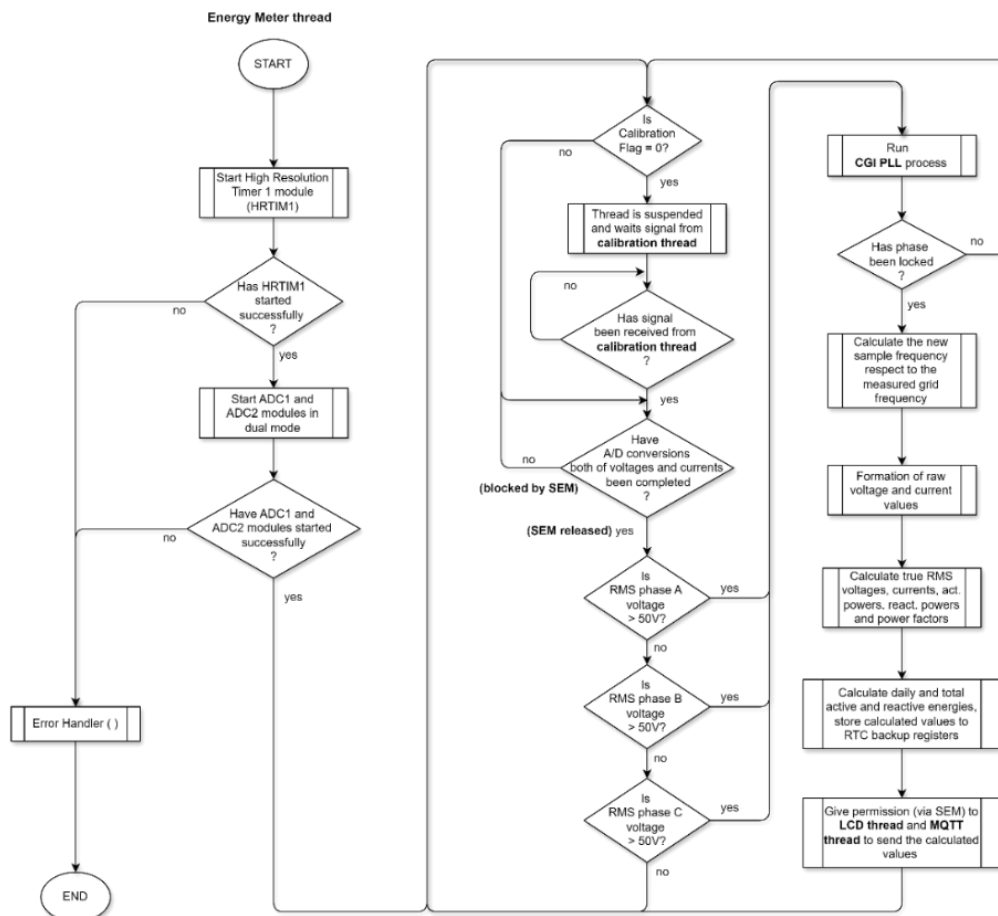 Energy Meter thread
START
Start High Resolution
Timer 1 module
(HRTIM1)
Has HRTIM1
started
successfully
?
no
yes
Start ADC1 and
ADC2 modules in
dual mode
Have ADC1 and
ADC2 modules started
successfully
?
no
yes
Error Handler ( )
END
Is
Calibration
Flag = 0?
no
yes
Thread is suspended
and waits signal from
calibration thread
no
Has signal
been received from
calibration thread
?
yes
Have
A/D conversions
both of voltages and currents
been completed
?
no
(blocked by SEM)
(SEM released) yes
Is
RMS phase A
voltage
> 50V?
yes
no
Is
RMS phase B
voltage
> 50V?
yes
no
Is
RMS phase C
voltage
> 50V?
yes
no
Run
CGI PLL process
Has phase
been locked
?
no
yes
Calculate the new
sample frequency
respect to the
measured grid
frequency
Formation of raw
voltage and current
values
Calculate true RMS
voltages, currents, act.
powers, react. powers
and power factors
Calculate daily and total
active and reactive energies,
store calculated values to
RTC backup registers
Give permission (via SEM) to
LCD thread and MQTT
thread to send the calculated
values